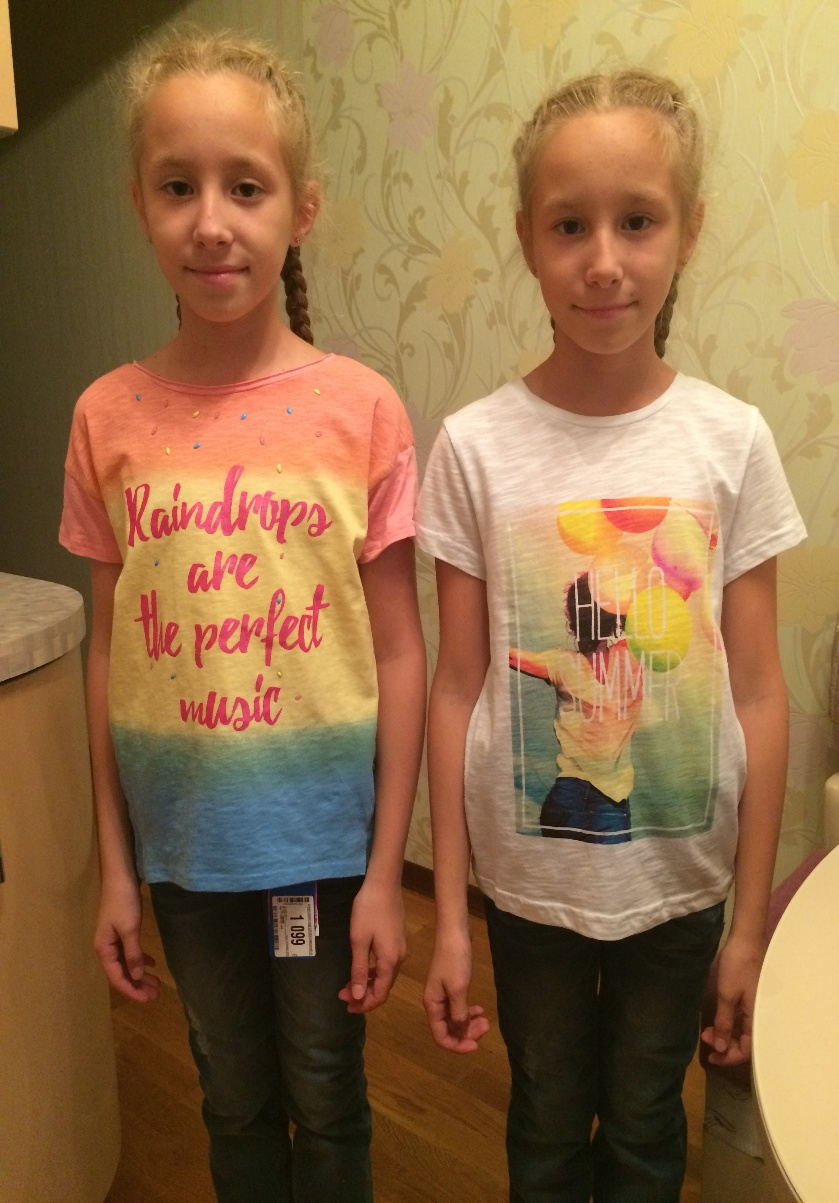 Raindrops
are
the perfect
music
1 099
HELLO
SUMMER